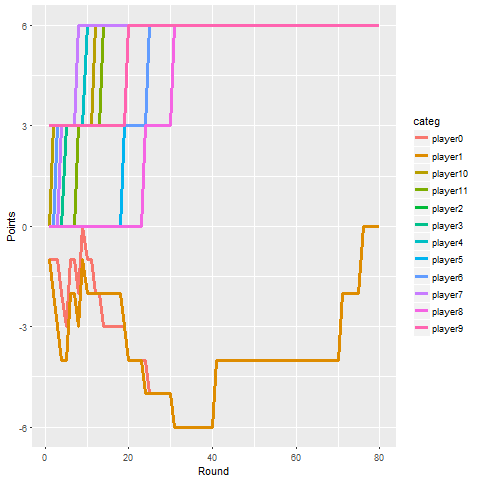 6
3
0
-3
-6
Points
0
20
40
60
80
Round
categ
player0
player1
player10
player11
player2
player3
player4
player5
player6
player7
player8
player9